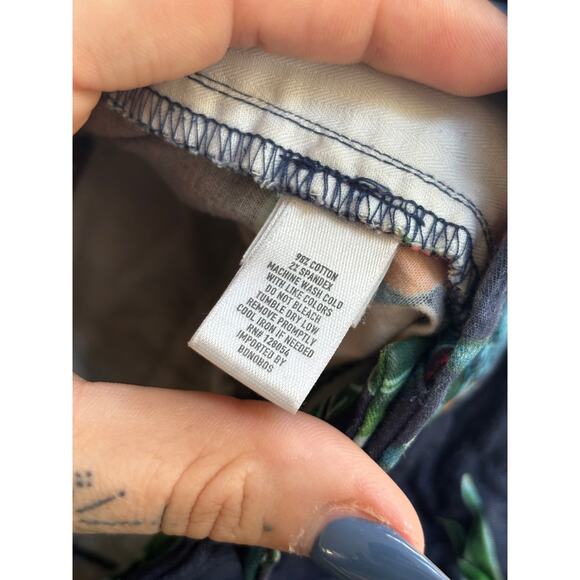 98% COTTON
2% SPANDEX
MACHINE WASH COLD
WITH LIKE COLORS
DO NOT BLEACH
TUMBLE DRY LOW
REMOVE PROMPTLY
COOL IRON IF NEEDED
RN# 128054
IMPORTED BY
BONOBOS